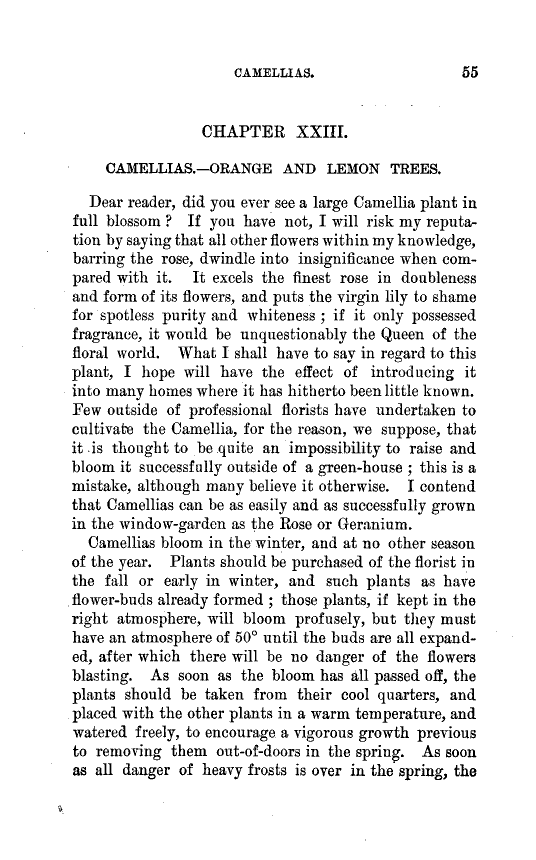 CAMELLIAS. 55
CHAPTER XXIII.
CAMELLIAS.—ORANGE AND LEMON TREES.
Dear reader, did you ever see a large Camellia plant in
full blossom? If you have not, I will risk my reputa-
tion by saying that all other flowers within my knowledge,
barring the rose, dwindle into insignificance when com-
pared with it. It excels the finest rose in doubleness
and form of its flowers, and puts the virgin lily to shame
for spotless purity and whiteness; if it only possessed
fragrance, it would be unquestionably the Queen of the
floral world. What I shall have to say in regard to this
plant, I hope will have the effect of introducing it
into many homes where it has hitherto been little known.
Few outside of professional florists have undertaken to
cultivate the Camellia, for the reason, we suppose, that
it is thought to be quite an impossibility to raise and
bloom it successfully outside of a green-house; this is a
mistake, although many believe it otherwise. I contend
that Camellias can be as easily and as successfully grown
in the window-garden as the Rose or Geranium.
Camellias bloom in the winter, and at no other season
of the year. Plants should be purchased of the florist in
the fall or early in winter, and such plants as have
flower-buds already formed; those plants, if kept in the
right atmosphere, will bloom profusely, but they must
have an atmosphere of 50° until the buds are all expand-
ed, after which there will be no danger of the flowers
blasting. As soon as the bloom has all passed off, the
plants should be taken from their cool quarters, and
placed with the other plants in a warm temperature, and
watered freely, to encourage a vigorous growth previous
to removing them out-of-doors in the spring. As soon
as all danger of heavy frosts is over in the spring, the